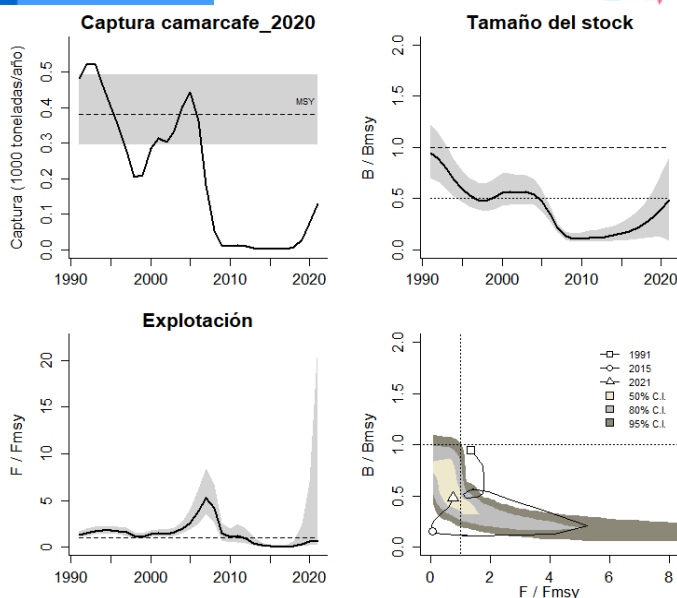 Captura camarcafe_2020
Captura (1000 toneladas/año)
0.0 0.1 0.2 0.3 0.4 0.5
MSY
1990 2000 2010 2020
Tamaño del stock
B / Bmsy
0.0 0.5 1.0 1.5 2.0
1990 2000 2010 2020
Explotación
F / Fmsy
0 5 10 15 20
1990 2000 2010 2020
B / Bmsy
0.0 0.5 1.0 1.5 2.0
1991
2015
2021
50% C.I.
80% C.I.
95% C.I.
0 2 4 6 8
F / Fmsy